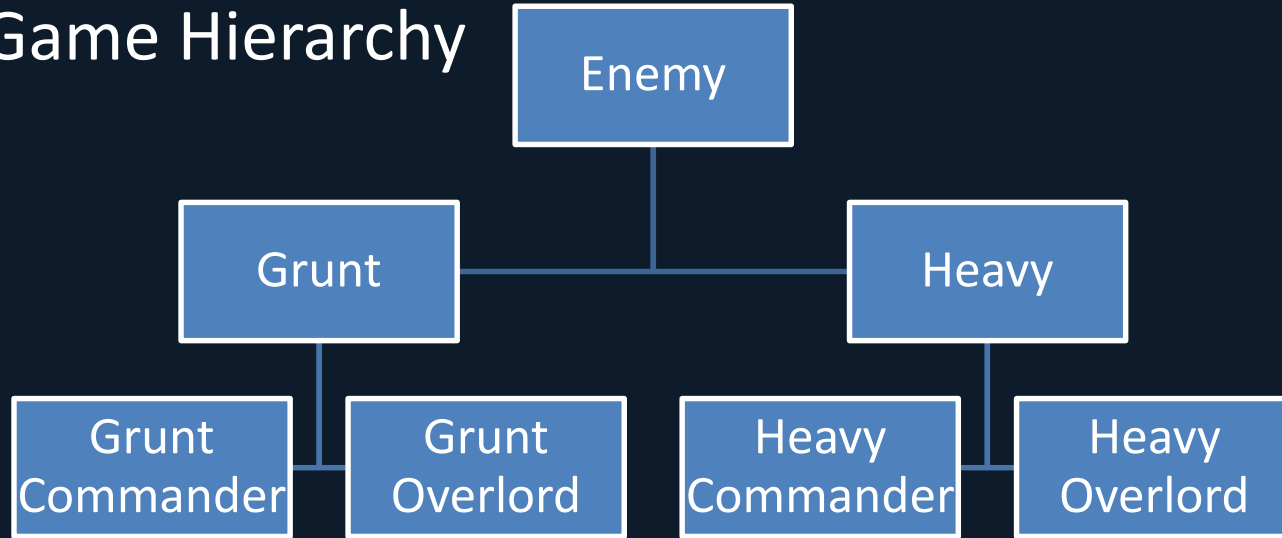 Game Hierarchy
Enemy
Grunt
Heavy
Grunt
Commander
Grunt
Overlord
Heavy
Commander
Heavy
Overlord